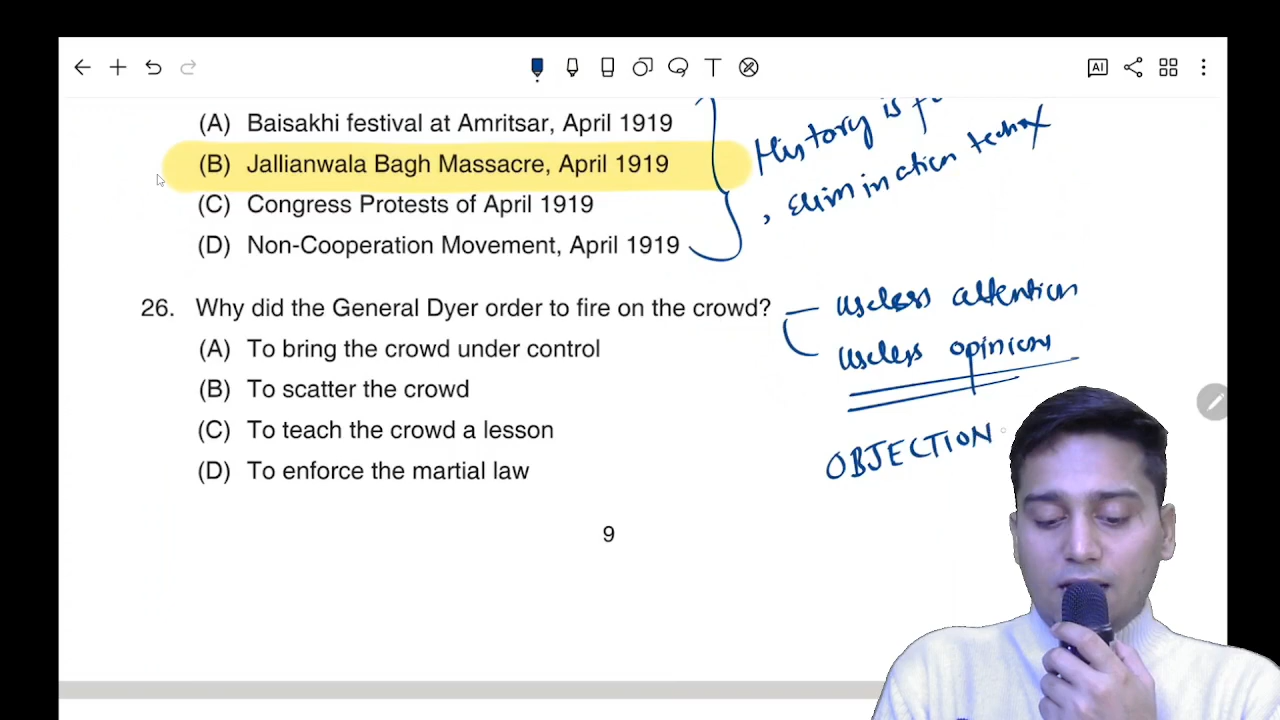 (A) Baisakhi festival at Amritsar, April 1919
History is
(B) Jallianwala Bagh Massacre, April 1919
, elimination
(C) Congress Protests of April 1919
(D) Non-Cooperation Movement, April 1919
26. Why did the General Dyer order to fire on the crowd?
useless attention
(A) To bring the crowd under control
useless opinions
(B) To scatter the crowd
(C) To teach the crowd a lesson
OBJECTION
(D) To enforce the martial law
9
AI
T